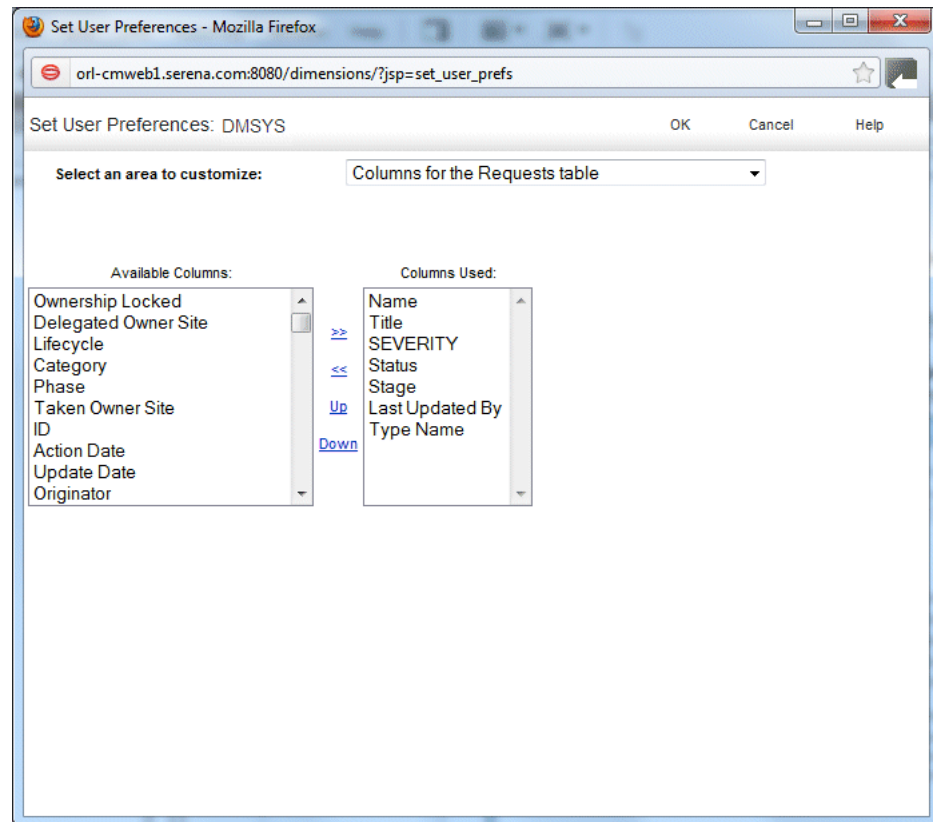 Set User Preferences - Mozilla Firefox
orl-cmweb1.serena.com:8080/dimensions/?jsp=set_user_prefs
Set User Preferences: DMSYS
OK Cancel Help
Select an area to customize: Columns for the Requests table
Available Columns: Columns Used:
Ownership Locked
Delegated Owner Site
Lifecycle
Category
Phase
Taken Owner Site
ID
Action Date
Update Date
Originator
>>
<<
Up
Down
Name
Title
SEVERITY
Status
Stage
Last Updated By
Type Name